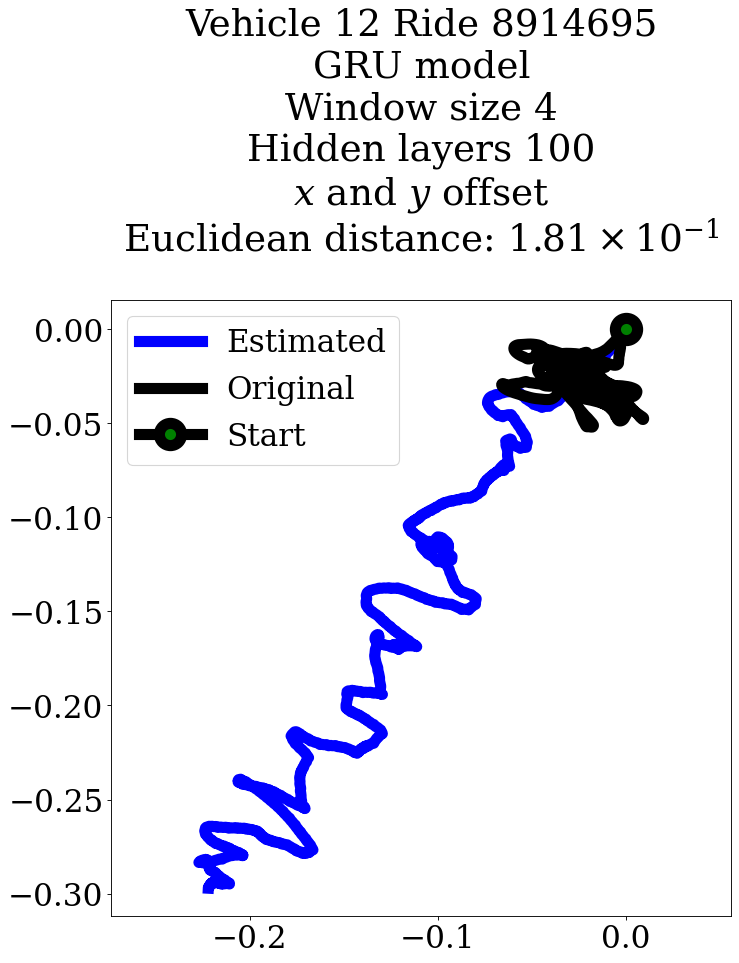 Vehicle 12 Ride 8914695
GRU model
Window size 4
Hidden layers 100
x and y offset
Euclidean distance: 1.81 × 10⁻¹
Estimated
Original
Start
0.00
−0.05
−0.10
−0.15
−0.20
−0.25
−0.30
−0.2
−0.1
0.0